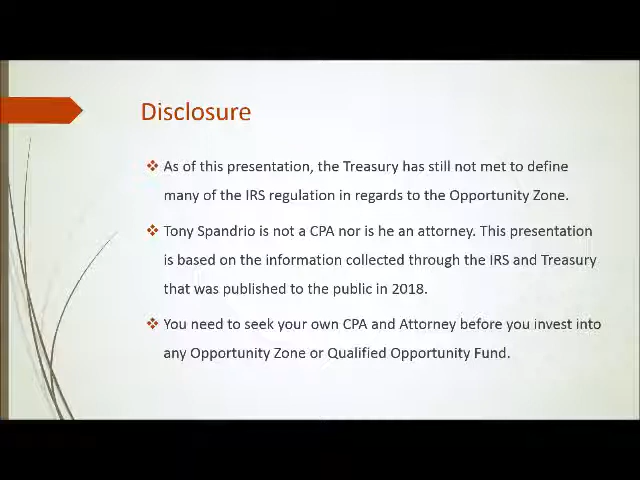 Disclosure
As of this presentation, the Treasury has still not met to define
many of the IRS regulation in regards to the Opportunity Zone.
Tony Spandrio is not a CPA nor is he an attorney. This presentation
is based on the information collected through the IRS and Treasury
that was published to the public in 2018.
You need to seek your own CPA and Attorney before you invest into
any Opportunity Zone or Qualified Opportunity Fund.